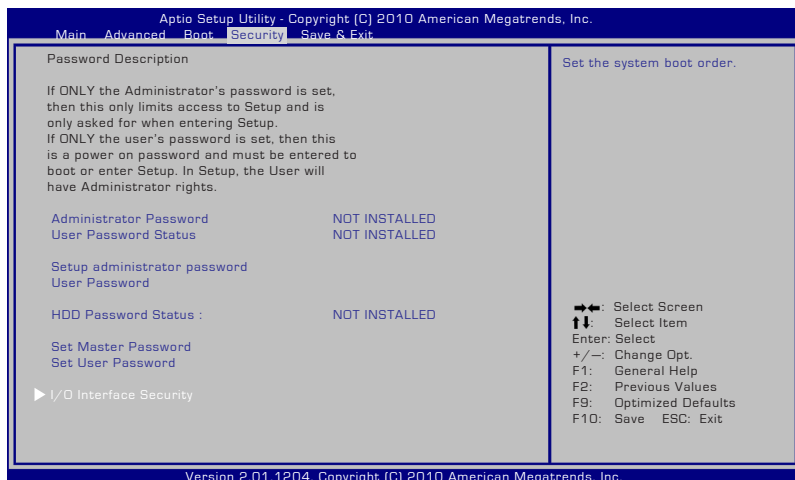 Aptio Setup Utility - Copyright (C) 2010 American Megatrends, Inc.
Main Advanced Boot Security Save & Exit
Password Description
If ONLY the Administrator's password is set,
then this only limits access to Setup and is
only asked for when entering Setup.
If ONLY the user's password is set, then this
is a power on password and must be entered to
boot or enter Setup. In Setup, the User will
have Administrator rights.
Administrator Password NOT INSTALLED
User Password Status NOT INSTALLED
Setup administrator password
User Password
HDD Password Status : NOT INSTALLED
Set Master Password
Set User Password
▶ I/O Interface Security
Set the system boot order.
→←: Select Screen
↑↓: Select Item
Enter: Select
+/—: Change Opt.
F1: General Help
F2: Previous Values
F9: Optimized Defaults
F10: Save ESC: Exit
Version 2.01.1204. Copyright (C) 2010 American Megatrends, Inc.